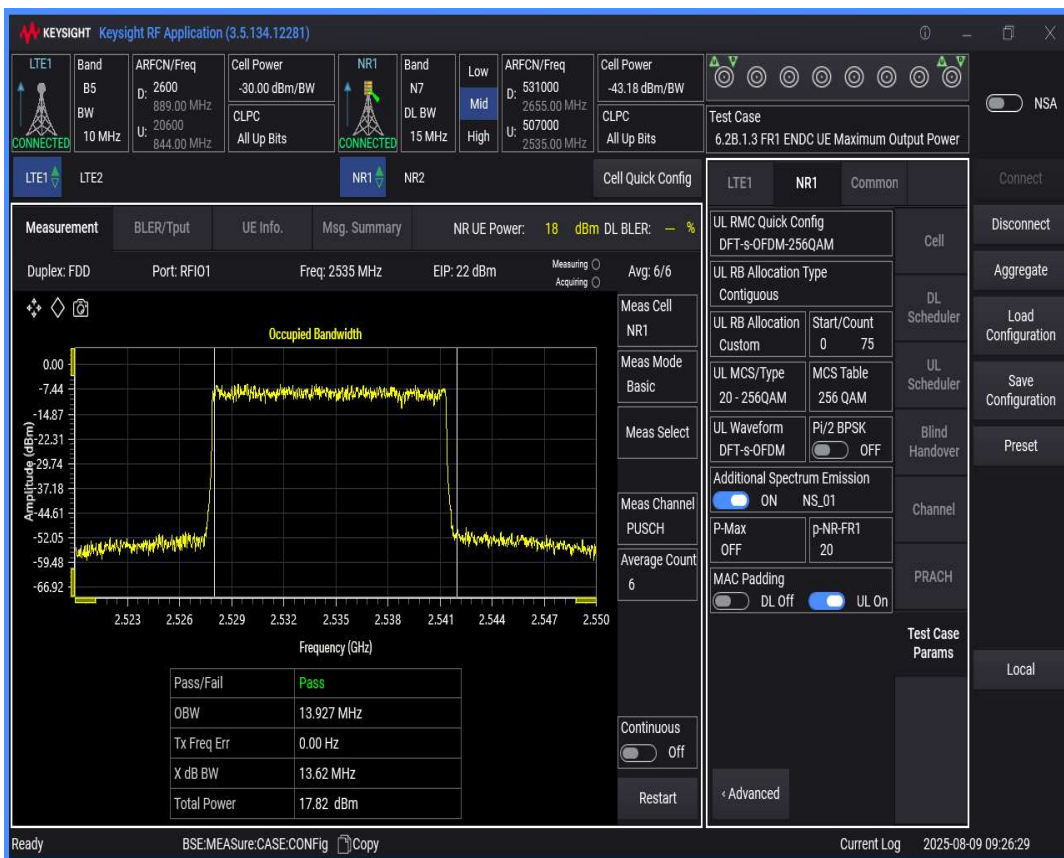 KEYSIGHT Keysight RF Application (3.5.134.12281)
LTE1
CONNECTED
Band
B5
BW
10 MHz
ARFCN/Freq
D: 2600
889.00 MHz
U: 20600
844.00 MHz
Cell Power
-30.00 dBm/BW
CLPC
All Up Bits
NR1
CONNECTED
Band
N7
DL BW
15 MHz
Low
Mid
High
ARFCN/Freq
D: 531000
2655.00 MHz
U: 507000
2535.00 MHz
Cell Power
-43.18 dBm/BW
CLPC
All Up Bits
Test Case
6.2B.1.3 FR1 ENDC UE Maximum Output Power
NSA
LTE1 LTE2
NR1 NR2
Cell Quick Config
Measurement BLER/Tput UE Info. Msg. Summary NR UE Power: 18 dBm DL BLER: — %
Duplex: FDD Port: RFIO1 Freq: 2535 MHz EIP: 22 dBm Measuring Acquiring Avg: 6/6
Occupied Bandwidth
Amplitude (dBm)
0.00
-7.44
-14.87
-22.31
-29.74
-37.18
-44.61
-52.05
-59.48
-66.92
2.523 2.526 2.529 2.532 2.535 2.538 2.541 2.544 2.547 2.550
Frequency (GHz)
Pass/Fail Pass
OBW 13.927 MHz
Tx Freq Err 0.00 Hz
X dB BW 13.62 MHz
Total Power 17.82 dBm
Meas Cell
NR1
Meas Mode
Basic
Meas Select
Meas Channel
PUSCH
Average Count
6
Continuous
Off
Restart
LTE1 NR1 Common
UL RMC Quick Config
DFT-s-OFDM-256QAM
UL RB Allocation Type
Contiguous
UL RB Allocation
Custom
Start/Count
0 75
UL MCS/Type
20 - 256QAM
MCS Table
256 QAM
UL Waveform
DFT-s-OFDM
Pi/2 BPSK
OFF
Additional Spectrum Emission
ON NS_01
P-Max
OFF
p-NR-FR1
20
MAC Padding
DL Off UL On
‹ Advanced
Cell
DL
Scheduler
UL
Scheduler
Blind
Handover
Channel
PRACH
Test Case
Params
Connect
Disconnect
Aggregate
Load
Configuration
Save
Configuration
Preset
Local
Ready BSE:MEASure:CASE:CONFig Copy Current Log 2025-08-09 09:26:29